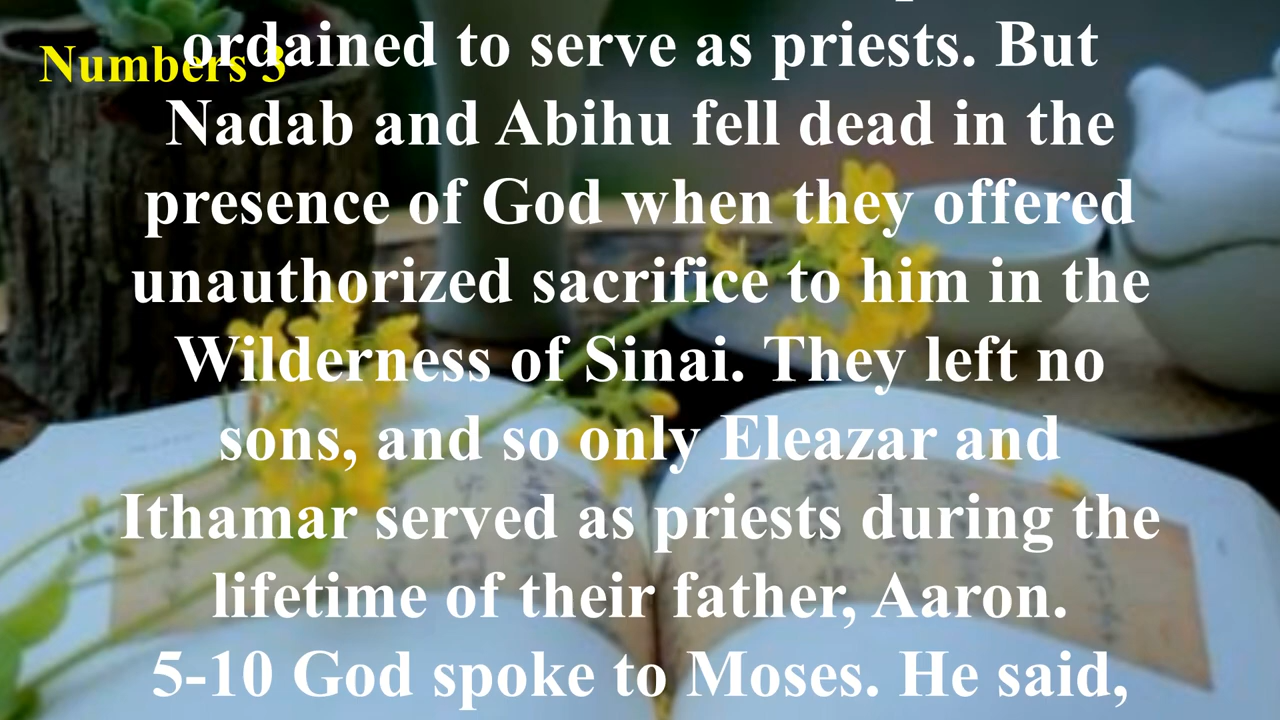 Numbers 3
ordained to serve as priests. But
Nadab and Abihu fell dead in the
presence of God when they offered
unauthorized sacrifice to him in the
Wilderness of Sinai. They left no
sons, and so only Eleazar and
Ithamar served as priests during the
lifetime of their father, Aaron.
5-10 God spoke to Moses. He said,